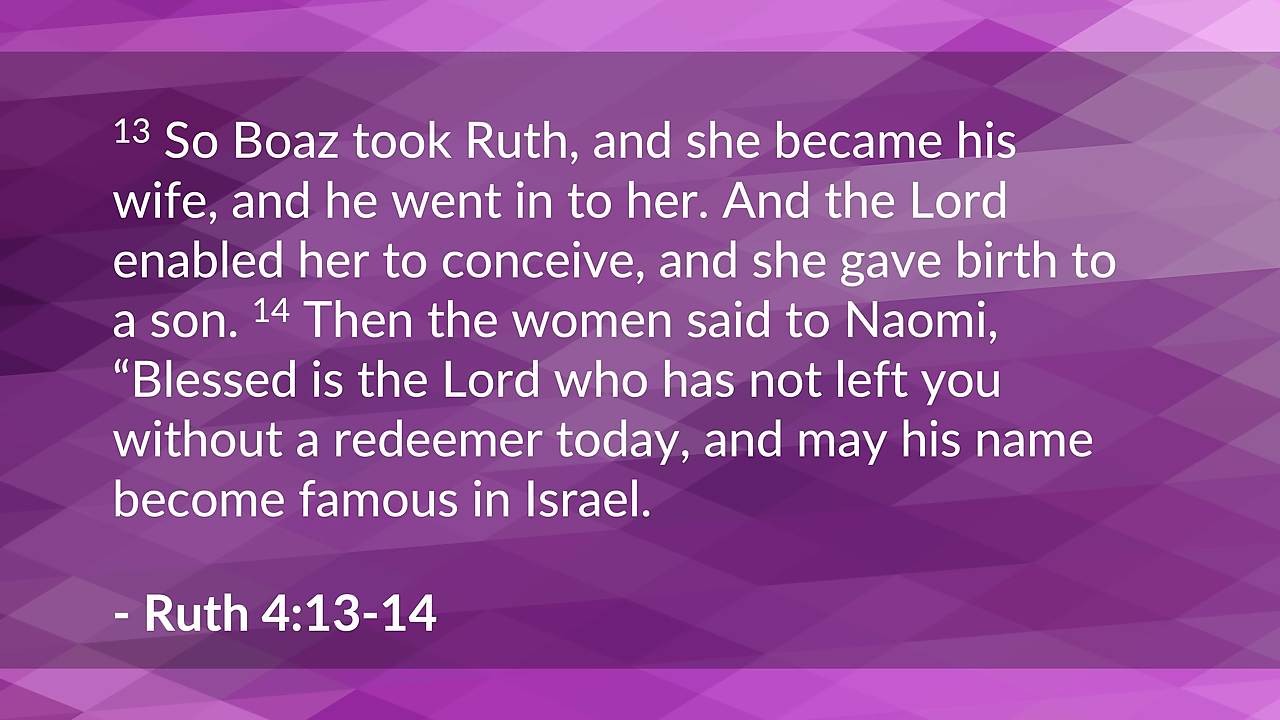 13 So Boaz took Ruth, and she became his
wife, and he went in to her. And the Lord
enabled her to conceive, and she gave birth to
a son. 14 Then the women said to Naomi,
“Blessed is the Lord who has not left you
without a redeemer today, and may his name
become famous in Israel.
- Ruth 4:13-14